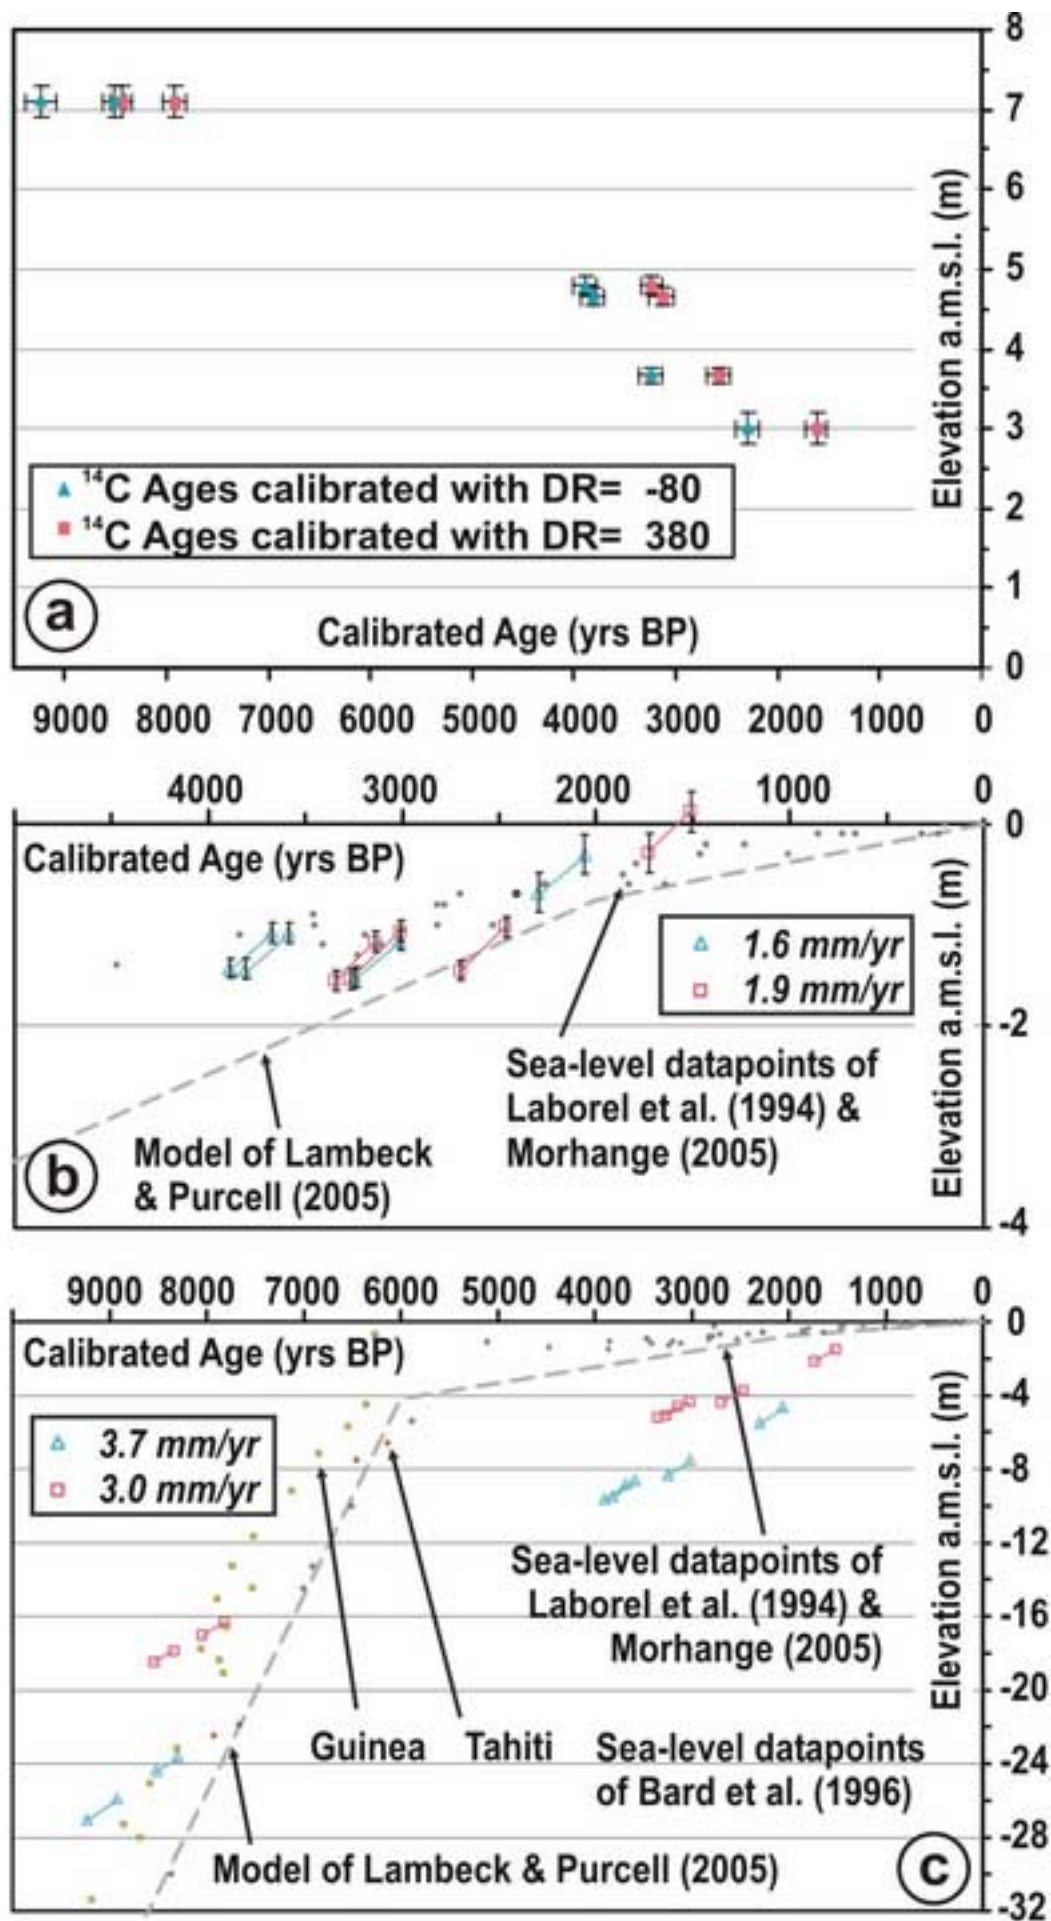 8
7
6
5
4
3
2
1
0
Elevation a.m.s.l. (m)
14C Ages calibrated with DR= -80
14C Ages calibrated with DR= 380
a
Calibrated Age (yrs BP)
9000 8000 7000 6000 5000 4000 3000 2000 1000 0
4000 3000 2000 1000 0
0
-2
-4
Calibrated Age (yrs BP)
Elevation a.m.s.l. (m)
1.6 mm/yr
1.9 mm/yr
Sea-level datapoints of
Laborel et al. (1994) &
Morhange (2005)
Model of Lambeck
& Purcell (2005)
b
9000 8000 7000 6000 5000 4000 3000 2000 1000 0
0
-4
-8
-12
-16
-20
-24
-28
-32
Calibrated Age (yrs BP)
Elevation a.m.s.l. (m)
3.7 mm/yr
3.0 mm/yr
Sea-level datapoints of
Laborel et al. (1994) &
Morhange (2005)
Guinea Tahiti Sea-level datapoints
of Bard et al. (1996)
Model of Lambeck & Purcell (2005)
c